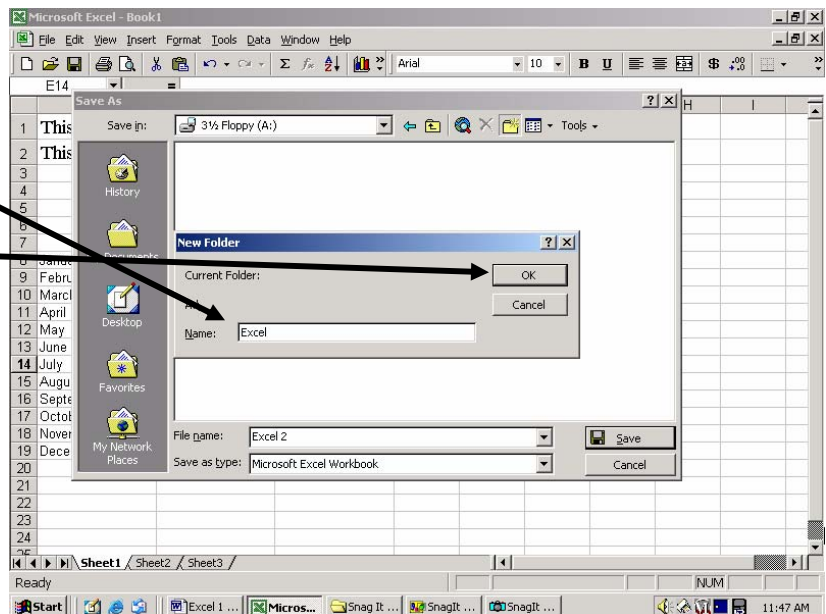 Microsoft Excel - Book1
File Edit View Insert Format Tools Data Window Help
Arial 10 B U $
E14 =
Save As
H I
1 This
Save in: 3½ Floppy (A:) Tools
2 This
3
4
History
5
6
7
New Folder
8
Current Folder:
OK
9 Febru
10 March
Cancel
11 April
Desktop
Name: Excel
12 May
13 June
14 July
15 Augu
Favorites
16 Septe
17 Octob
18 Novem
File name: Excel 2
Save
My Network Places
19 Dece
Save as type: Microsoft Excel Workbook
Cancel
20
21
22
23
24
25
Sheet1 Sheet2 Sheet3
Ready NUM
Start Excel 1 ... Micros... Snag It ... SnagIt ... SnagIt ... 11:47 AM